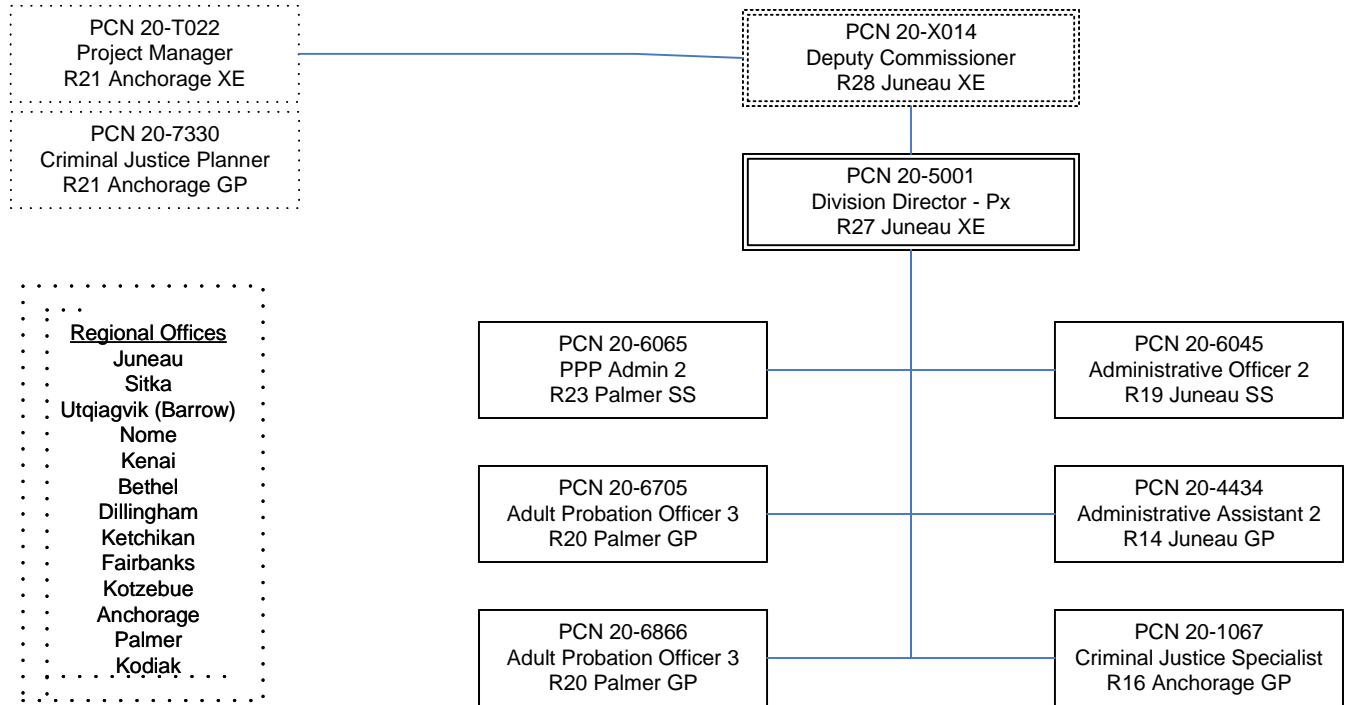 PCN 20-T022
Project Manager
R21 Anchorage XE
PCN 20-7330
Criminal Justice Planner
R21 Anchorage GP
PCN 20-X014
Deputy Commissioner
R28 Juneau XE
PCN 20-5001
Division Director - Px
R27 Juneau XE
Regional Offices
Juneau
Sitka
Utqiagvik (Barrow)
Nome
Kenai
Bethel
Dillingham
Ketchikan
Fairbanks
Kotzebue
Anchorage
Palmer
Kodiak
PCN 20-6065
PPP Admin 2
R23 Palmer SS
PCN 20-6045
Administrative Officer 2
R19 Juneau SS
PCN 20-6705
Adult Probation Officer 3
R20 Palmer GP
PCN 20-4434
Administrative Assistant 2
R14 Juneau GP
PCN 20-6866
Adult Probation Officer 3
R20 Palmer GP
PCN 20-1067
Criminal Justice Specialist
R16 Anchorage GP